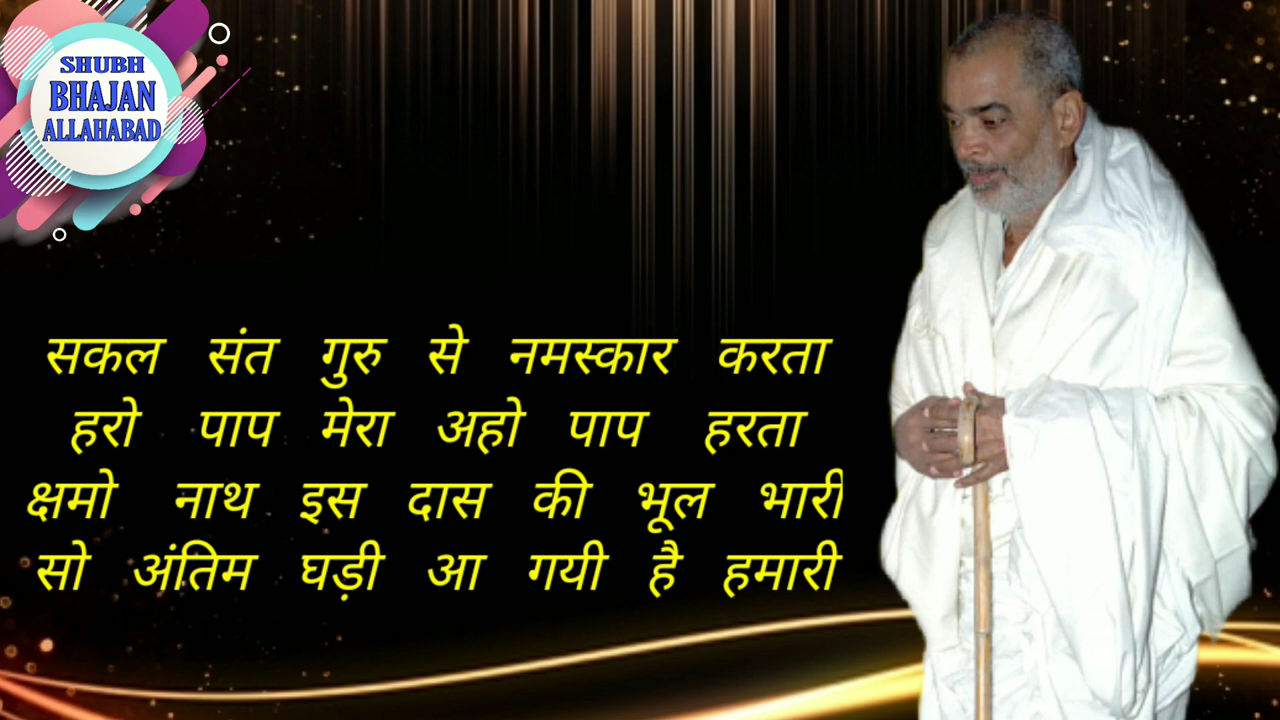 SHUBH
BHAJAN
ALLAHABAD
सकल संत गुरु से नमस्कार करता
हरो पाप मेरा अहो पाप हरता
क्षमो नाथ इस दास की भूल भारी
सो अंतिम घड़ी आ गयी है हमारी